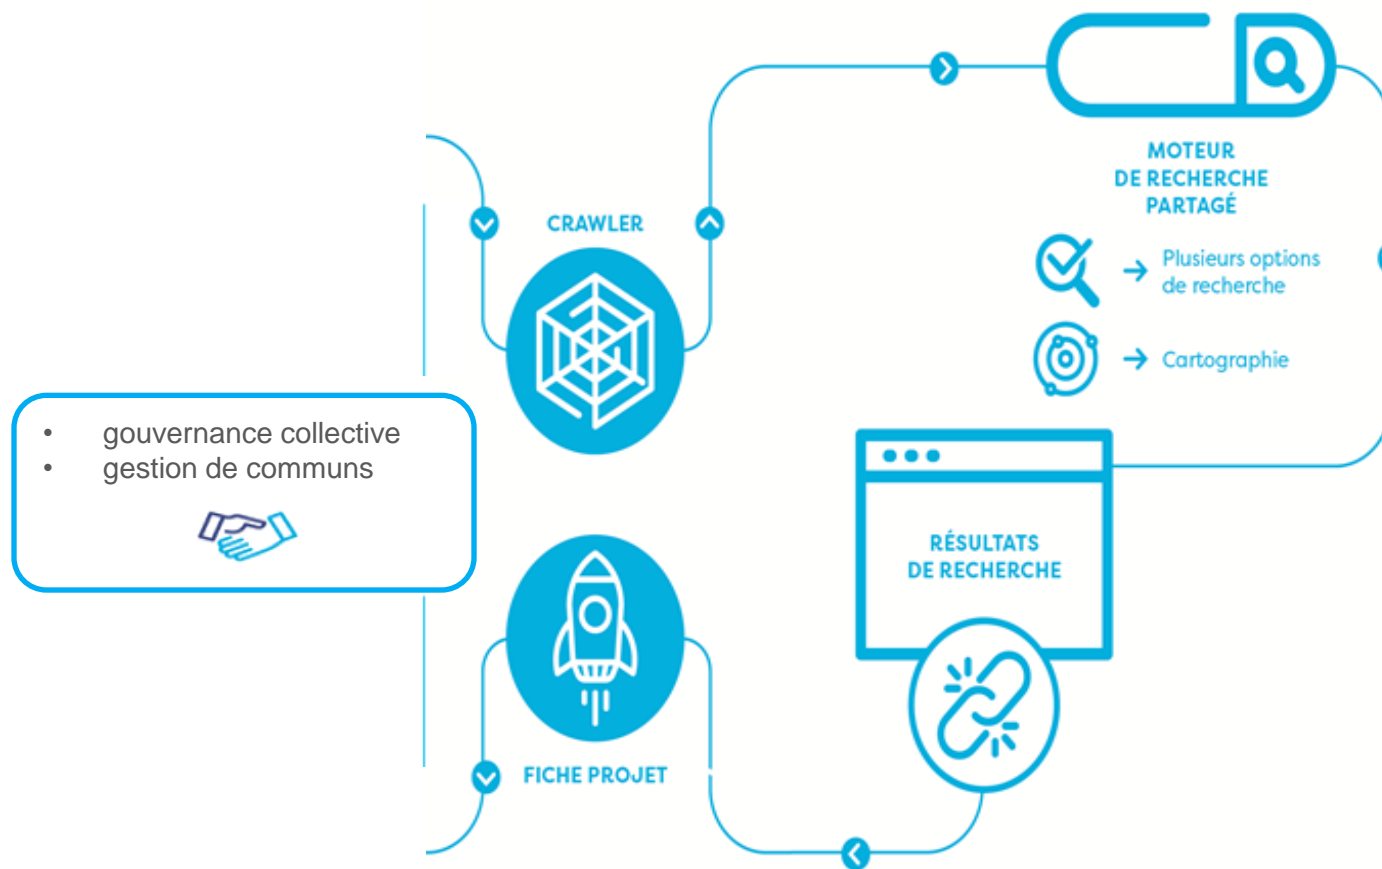 MOTEUR
DE RECHERCHE
PARTAGÉ
CRAWLER
Plusieurs options
de recherche
Cartographie
• gouvernance collective
• gestion de communs
RÉSULTATS
DE RECHERCHE
FICHE PROJET